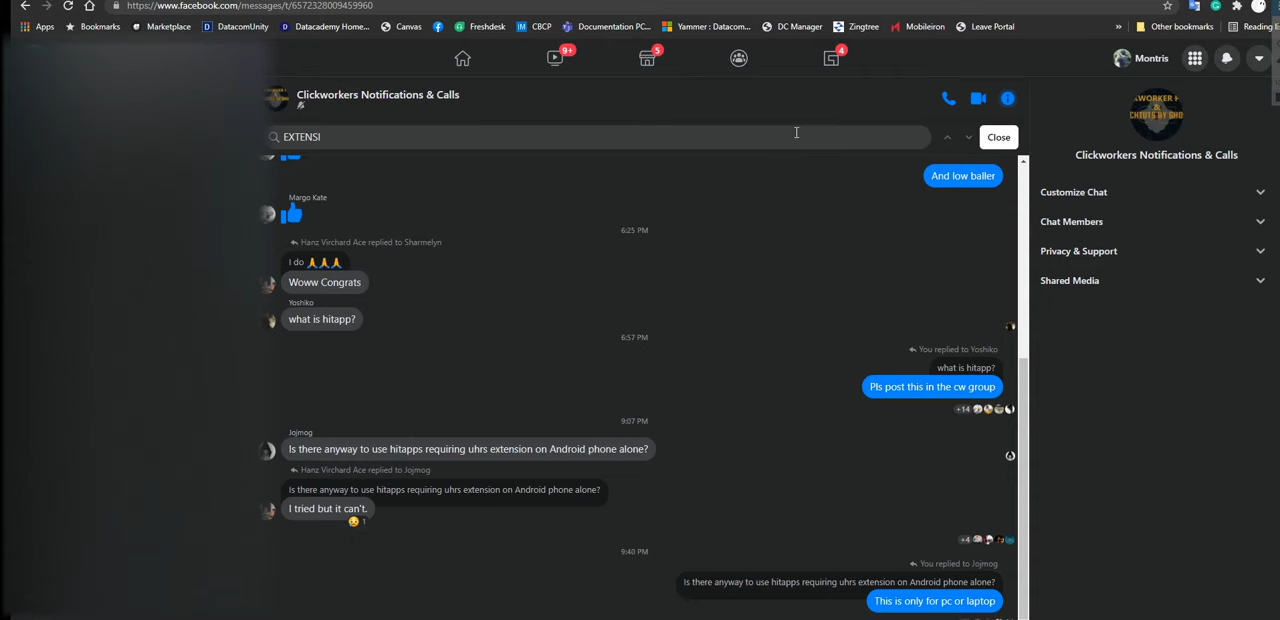 https://www.facebook.com/messages/t/6572328009459960
Apps Bookmarks Marketplace DatacomUnity Datacademy Home... Canvas Freshdesk CBCP Documentation PC... Yammer : Datacom... DC Manager Zingtree Mobileiron Leave Portal » Other bookmarks Reading
9+ 5 4 Montris
Clickworkers Notifications & Calls
EXTENSI
Close
And low baller
Margo Kate
6:25 PM
Hanz Virchard Ace replied to Sharmelyn
I do 🙏🙏🙏
Woww Congrats
Yoshiko
what is hitapp?
6:57 PM
You replied to Yoshiko
what is hitapp?
Pls post this in the cw group
+14
9:07 PM
Jojmog
Is there anyway to use hitapps requiring uhrs extension on Android phone alone?
Hanz Virchard Ace replied to Jojmog
Is there anyway to use hitapps requiring uhrs extension on Android phone alone?
I tried but it can't.
1
+4
9:40 PM
You replied to Jojmog
Is there anyway to use hitapps requiring uhrs extension on Android phone alone?
This is only for pc or laptop
Clickworkers Notifications & Calls
Customize Chat
Chat Members
Privacy & Support
Shared Media